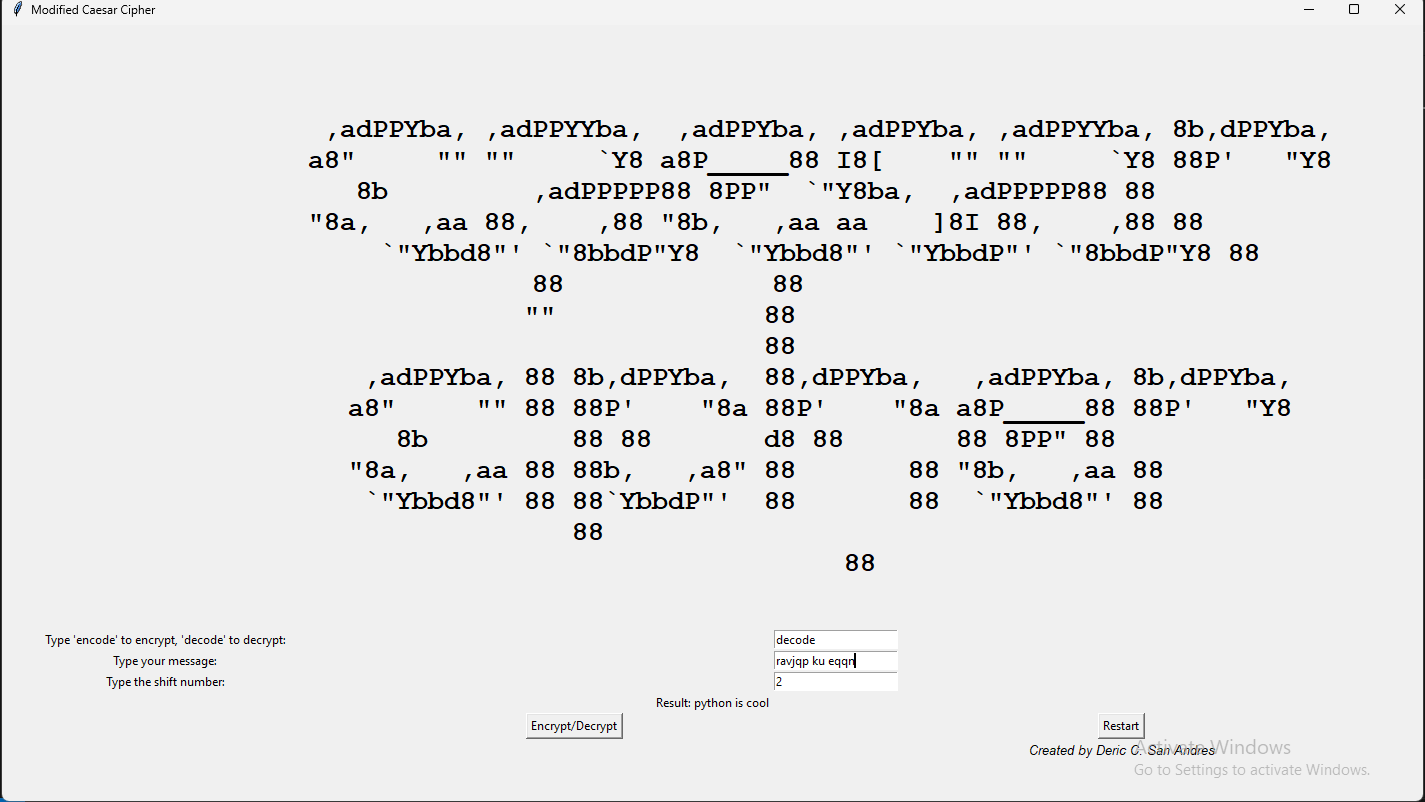 Modified Caesar Cipher
,adPPYba, ,adPPYYba,  ,adPPYba, ,adPPYba, ,adPPYYba, 8b,dPPYba,
a8"     "" ""     `Y8 a8P_____88 I8[    "" ""     `Y8 88P'   "Y8
8b         ,adPPPPP88 8PP"  `"Y8ba,  ,adPPPPP88 88
"8a,   ,aa 88,    ,88 "8b,   ,aa aa    ]8I 88,    ,88 88
`"Ybbd8"' `"8bbdP"Y8  `"Ybbd8"' `"YbbdP"' `"8bbdP"Y8 88
88             88
""             88
88
,adPPYba, 88 8b,dPPYba,  88,dPPYba,   ,adPPYba, 8b,dPPYba,
a8"     "" 88 88P'    "8a 88P'    "8a a8P_____88 88P'   "Y8
8b         88 88       d8 88       88 8PP" 88
"8a,   ,aa 88 88b,   ,a8" 88       88 "8b,   ,aa 88
`"Ybbd8"' 88 88`YbbdP"'  88       88  `"Ybbd8"' 88
88
88
Type 'encode' to encrypt, 'decode' to decrypt: decode
Type your message: ravjqp ku eqqn
Type the shift number: 2
Result: python is cool
Encrypt/Decrypt Restart
Created by Deric C. San Andres
Activate Windows
Go to Settings to activate Windows.